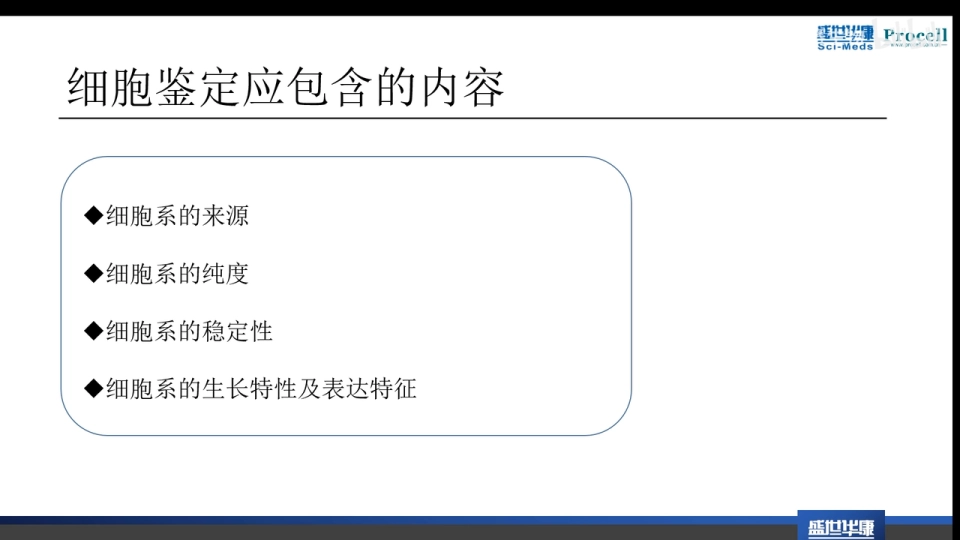 盛世华康
Sci-Meds
Procell
细胞鉴定应包含的内容
◆细胞系的来源
◆细胞系的纯度
◆细胞系的稳定性
◆细胞系的生长特性及表达特征
盛世华康